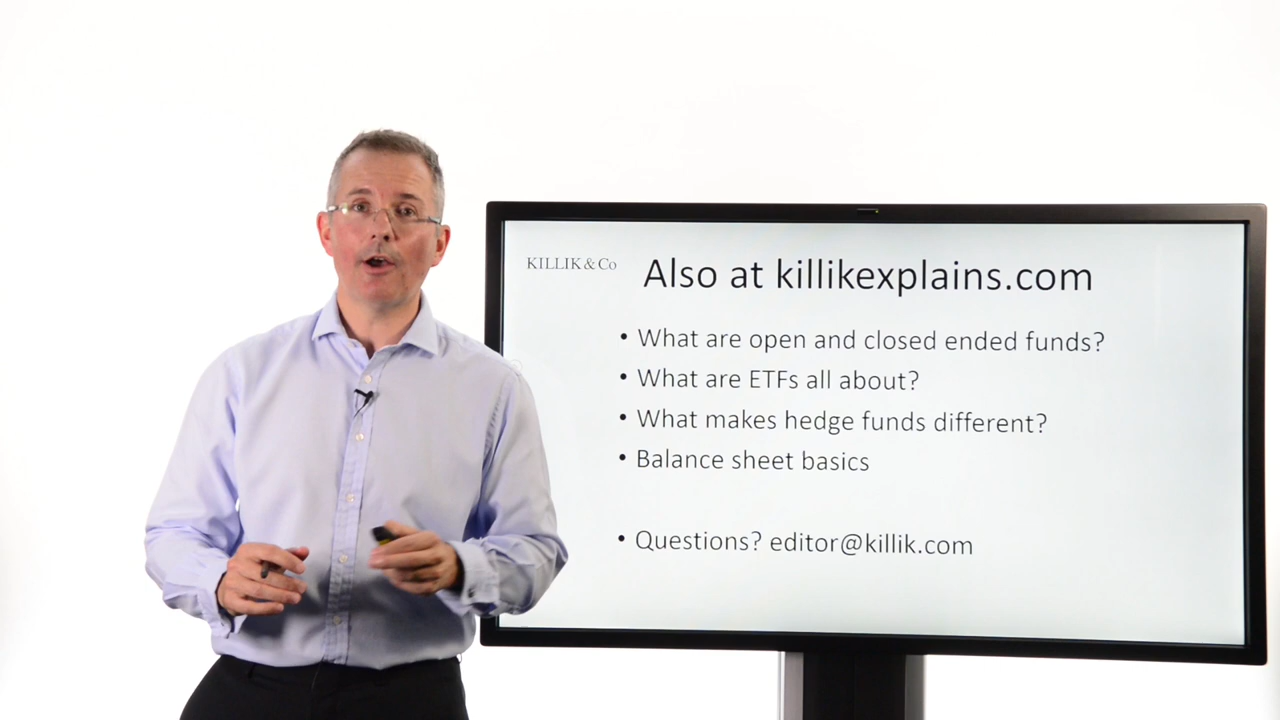 KILLIK & Co
Also at killikexplains.com
• What are open and closed ended funds?
• What are ETFs all about?
• What makes hedge funds different?
• Balance sheet basics
• Questions? editor@killik.com